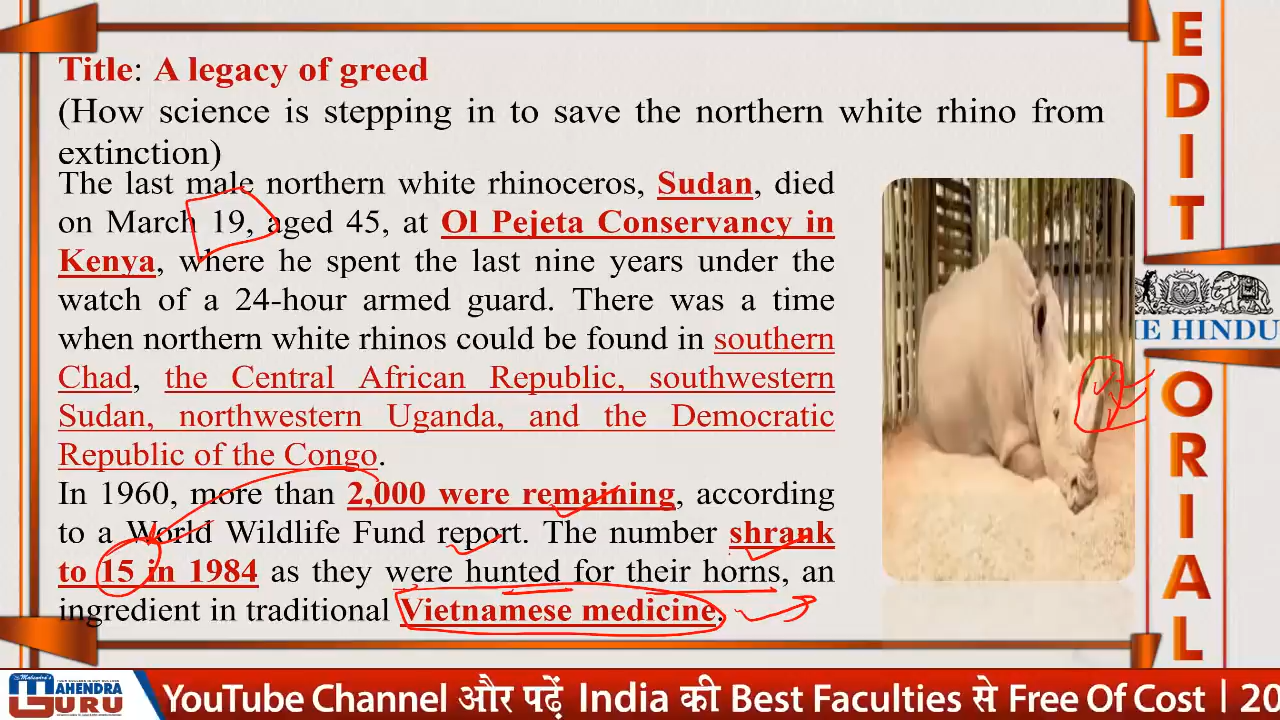 Title: A legacy of greed
(How science is stepping in to save the northern white rhino from
extinction)
The last male northern white rhinoceros, Sudan, died
on March 19, aged 45, at Ol Pejeta Conservancy in
Kenya, where he spent the last nine years under the
watch of a 24-hour armed guard. There was a time
when northern white rhinos could be found in southern
Chad, the Central African Republic, southwestern
Sudan, northwestern Uganda, and the Democratic
Republic of the Congo.
In 1960, more than 2,000 were remaining, according
to a World Wildlife Fund report. The number shrank
to 15 in 1984 as they were hunted for their horns, an
ingredient in traditional Vietnamese medicine.
EDIT
HE HINDU
ORIAL
Mahendra's
MAHENDRA
GURU
YouTube Channel और पढ़ें India की Best Faculties से Free Of Cost | 20